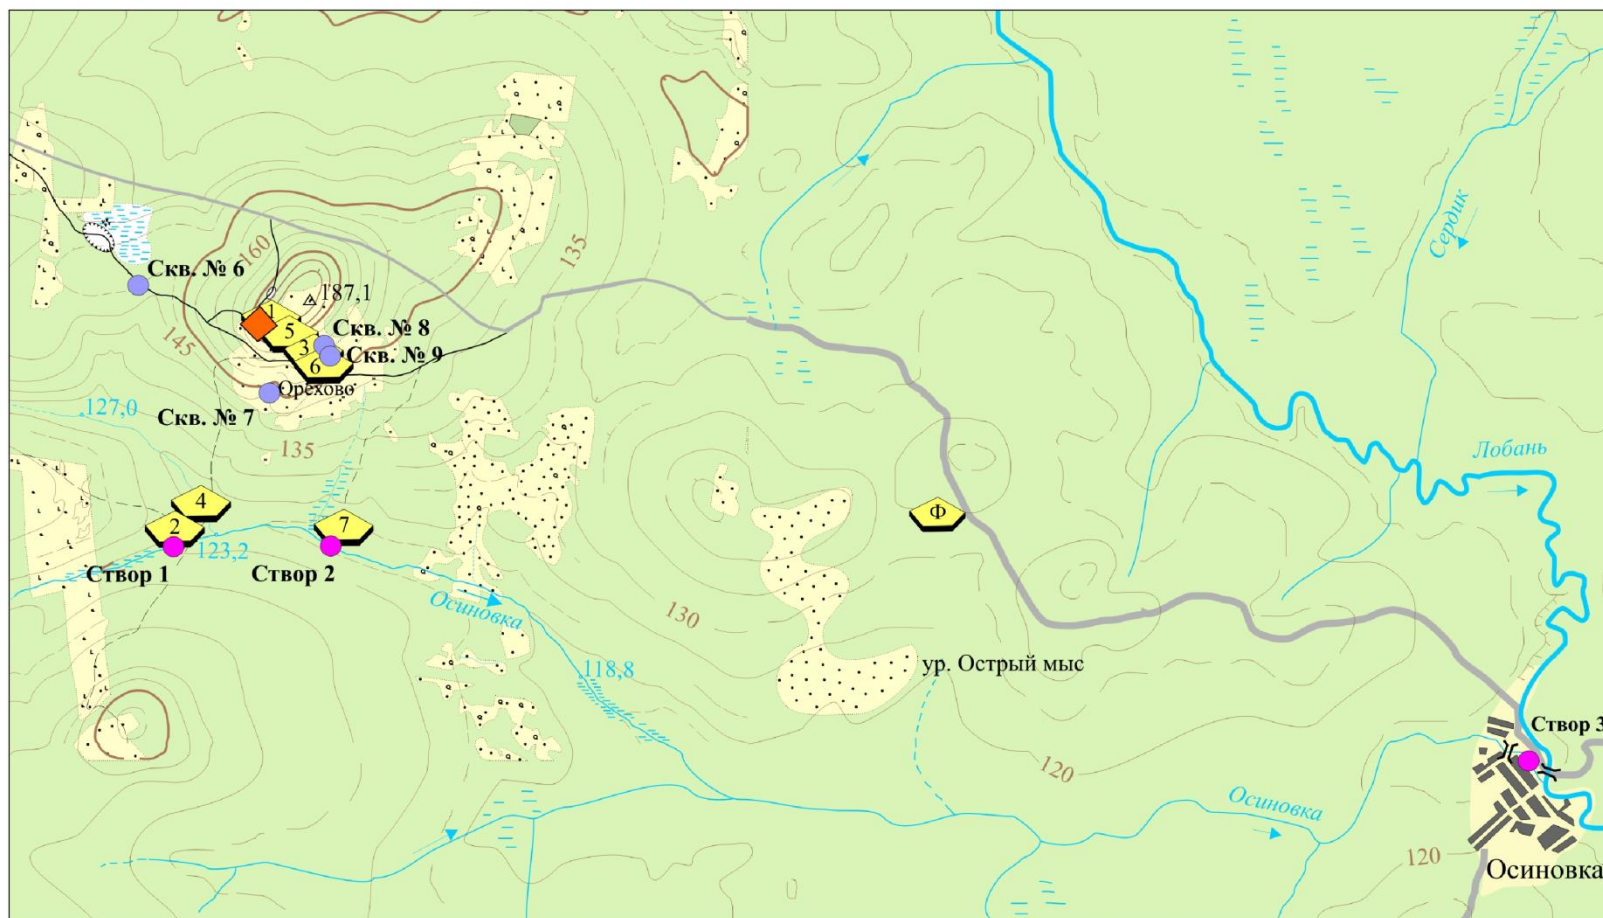 Сердик
160
135
Скв. № 6
187,1
1
5
Скв. № 8
3
145
Скв. № 9
6
Орехово
127,0
Скв. № 7
135
Лобань
4
2
7
Ф
123,2
Створ 1
Створ 2
Осиновка
130
118,8
ур. Острый мыс
Створ 3
120
Осиновка
120
Осиновка